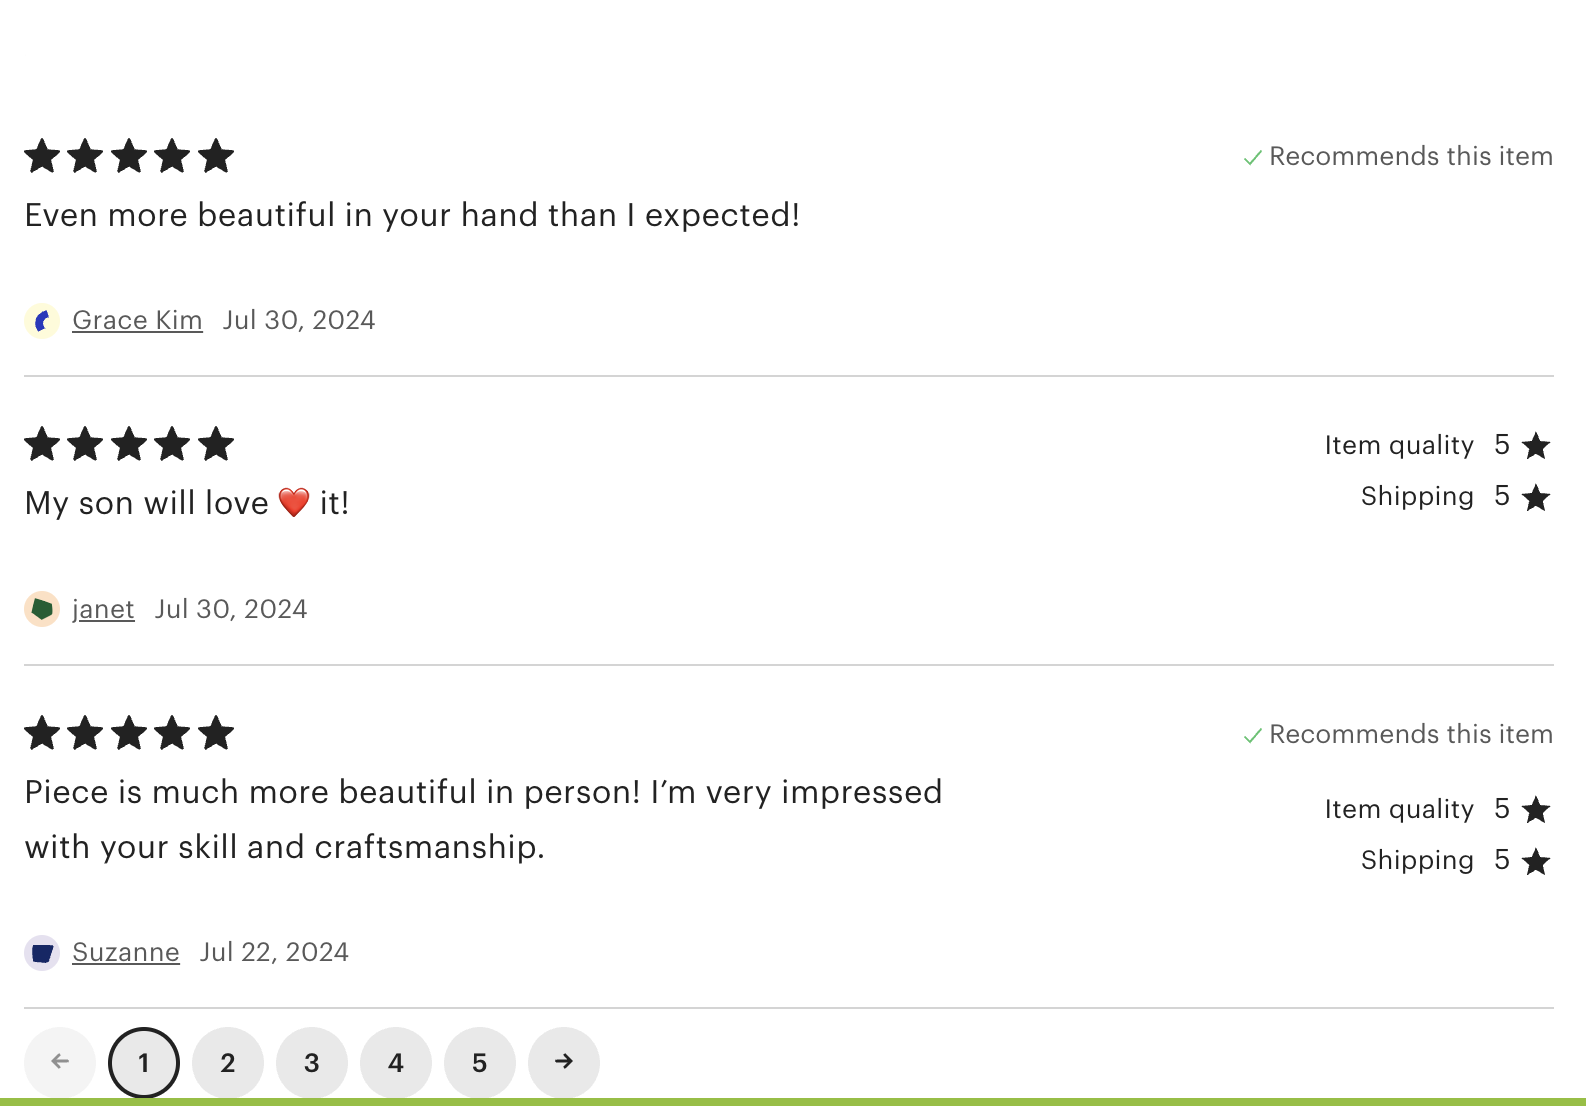 Recommends this item
Even more beautiful in your hand than I expected!
Grace Kim Jul 30, 2024
Item quality 5
My son will love ❤️ it!
Shipping 5
janet Jul 30, 2024
Recommends this item
Piece is much more beautiful in person! I’m very impressed
with your skill and craftsmanship.
Item quality 5
Shipping 5
Suzanne Jul 22, 2024
1 2 3 4 5